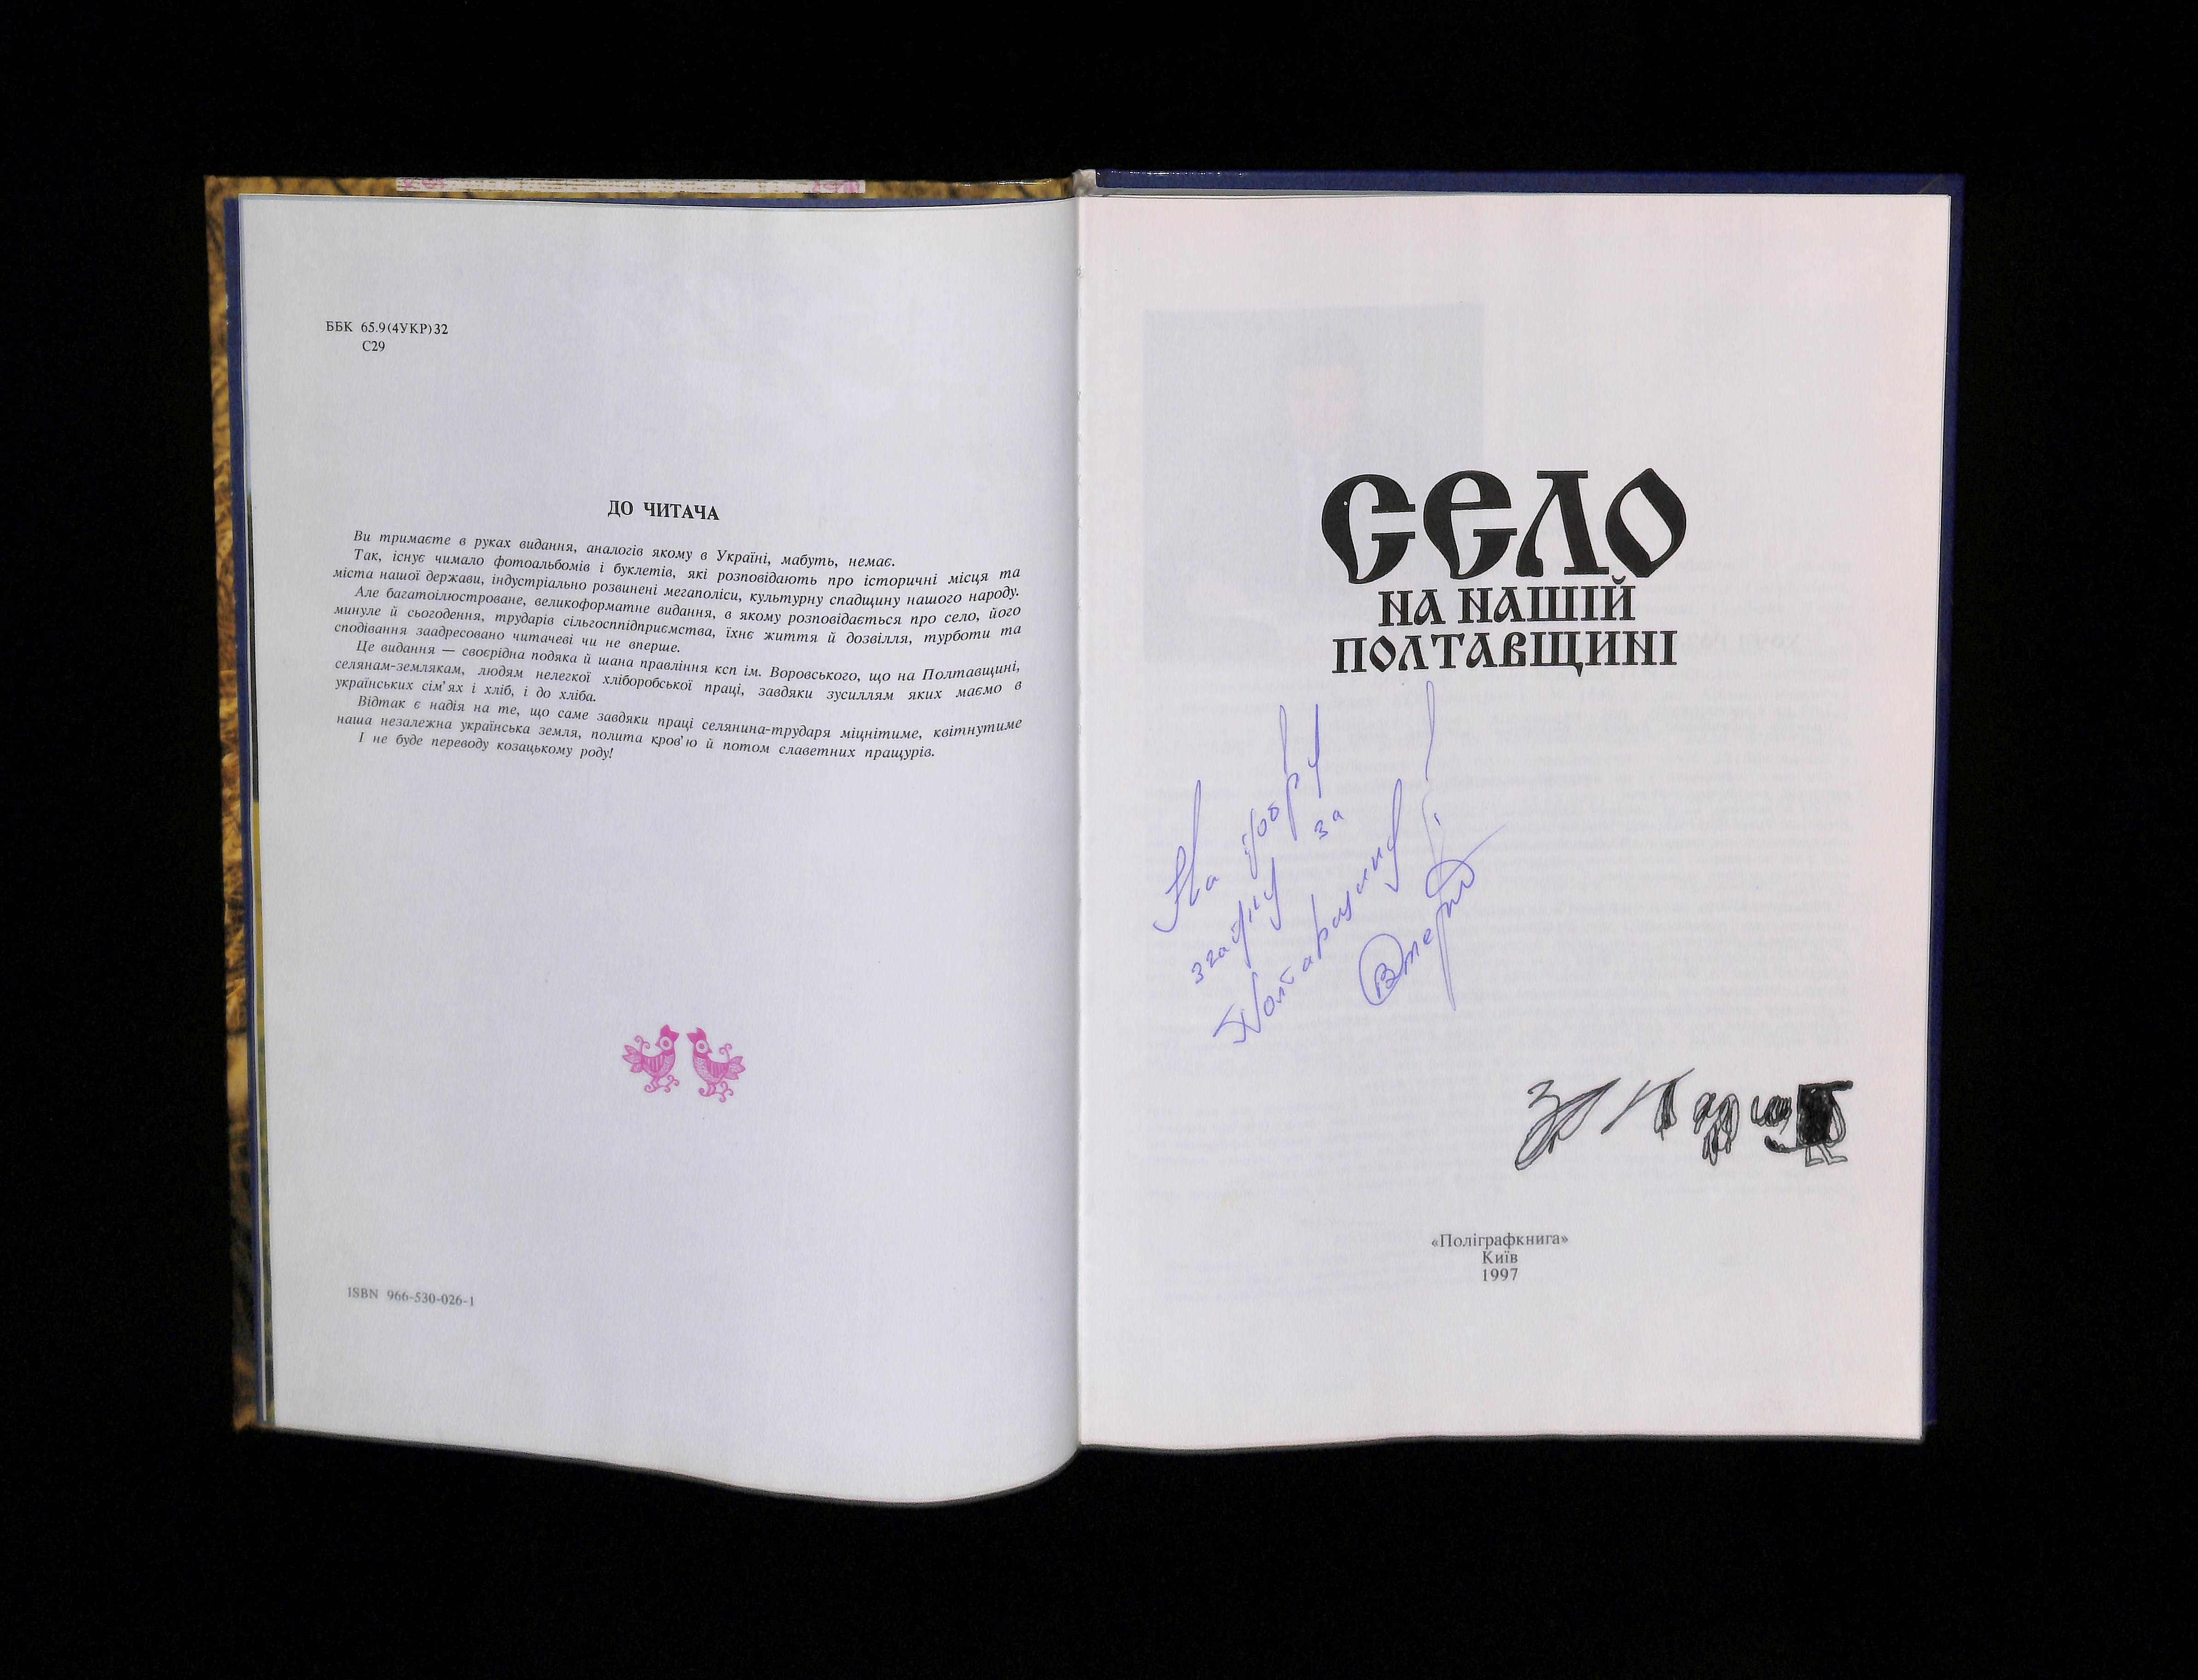 ББК 65.9(4УКР)32
С29
ДО ЧИТАЧА
Ви тримаєте в руках видання, аналогів якому в Україні, мабуть, немає.
Так, існує чимало фотоальбомів і буклетів, які розповідають про історичні місця та
міста нашої держави, індустріально розвинені мегаполіси, культурну спадщину нашого народу.
Але багатоілюстроване, великоформатне видання, в якому розповідається про село, його
минуле й сьогодення, трударів сільгосппідприємства, їхнє життя й дозвілля, турботи та
сподівання заадресовано читачеві чи не вперше.
Це видання — своєрідна подяка й шана правління ксп ім. Воровського, що на Полтавщині,
селянам-землякам, людям нелегкої хліборобської праці, завдяки зусиллям яких маємо в
українських сім'ях і хліб, і до хліба.
Відтак є надія на те, що саме завдяки праці селянина-трударя міцнітиме, квітнутиме
наша незалежна українська земля, полита кров'ю й потом славетних пращурів.
І не буде переводу козацькому роду!
ISBN 966-530-026-1
СЕЛО
НА НАШІЙ
ПОЛТАВЩИНІ
На добру
згадку за
Полтавщину!
«Поліграфкнига»
Київ
1997